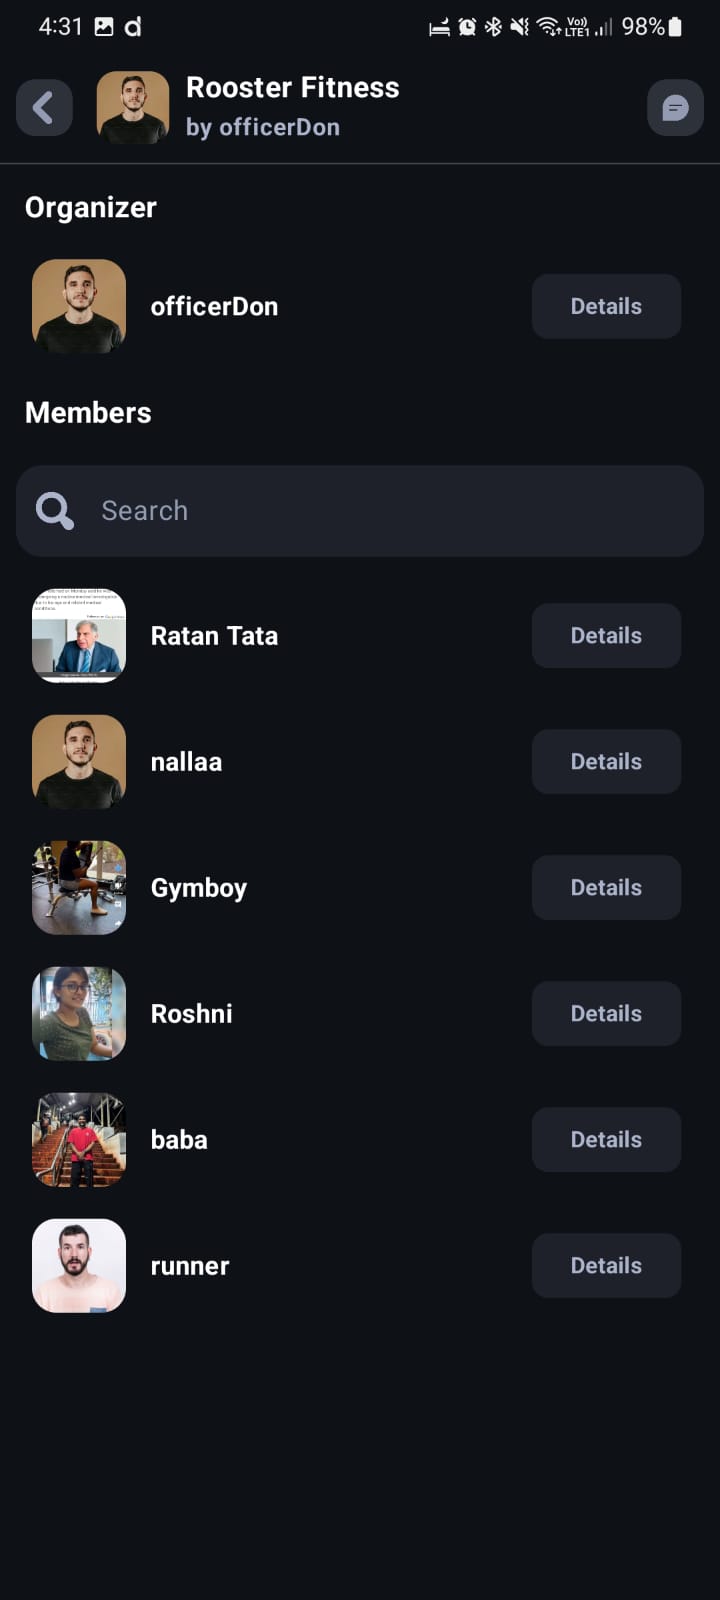 4:31
Vo))
LTE1
98%
Rooster Fitness
by officerDon
Organizer
officerDon
Details
Members
Search
Ratan Tata
Details
nallaa
Details
Gymboy
Details
Roshni
Details
baba
Details
runner
Details